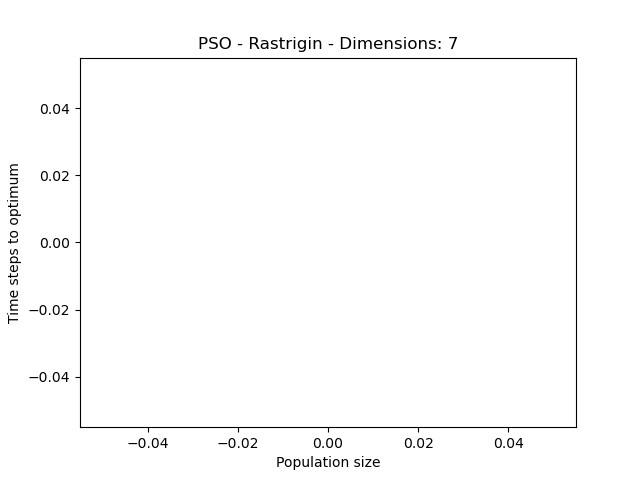 PSO - Rastrigin - Dimensions: 7
Time steps to optimum
0.04
0.02
0.00
−0.02
−0.04
−0.04 −0.02 0.00 0.02 0.04
Population size